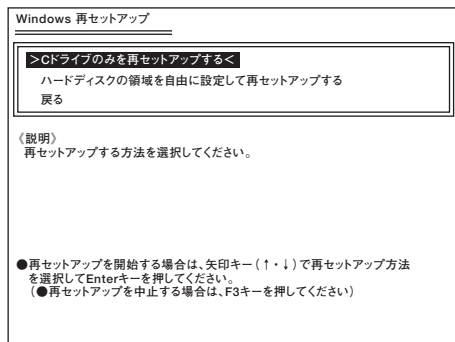 Windows 再セットアップ
>Cドライブのみを再セットアップする<
ハードディスクの領域を自由に設定して再セットアップする
戻る
《説明》
再セットアップする方法を選択してください。
●再セットアップを開始する場合は、矢印キー(↑・↓)で再セットアップ方法
を選択してEnterキーを押してください。
(●再セットアップを中止する場合は、F3キーを押してください)